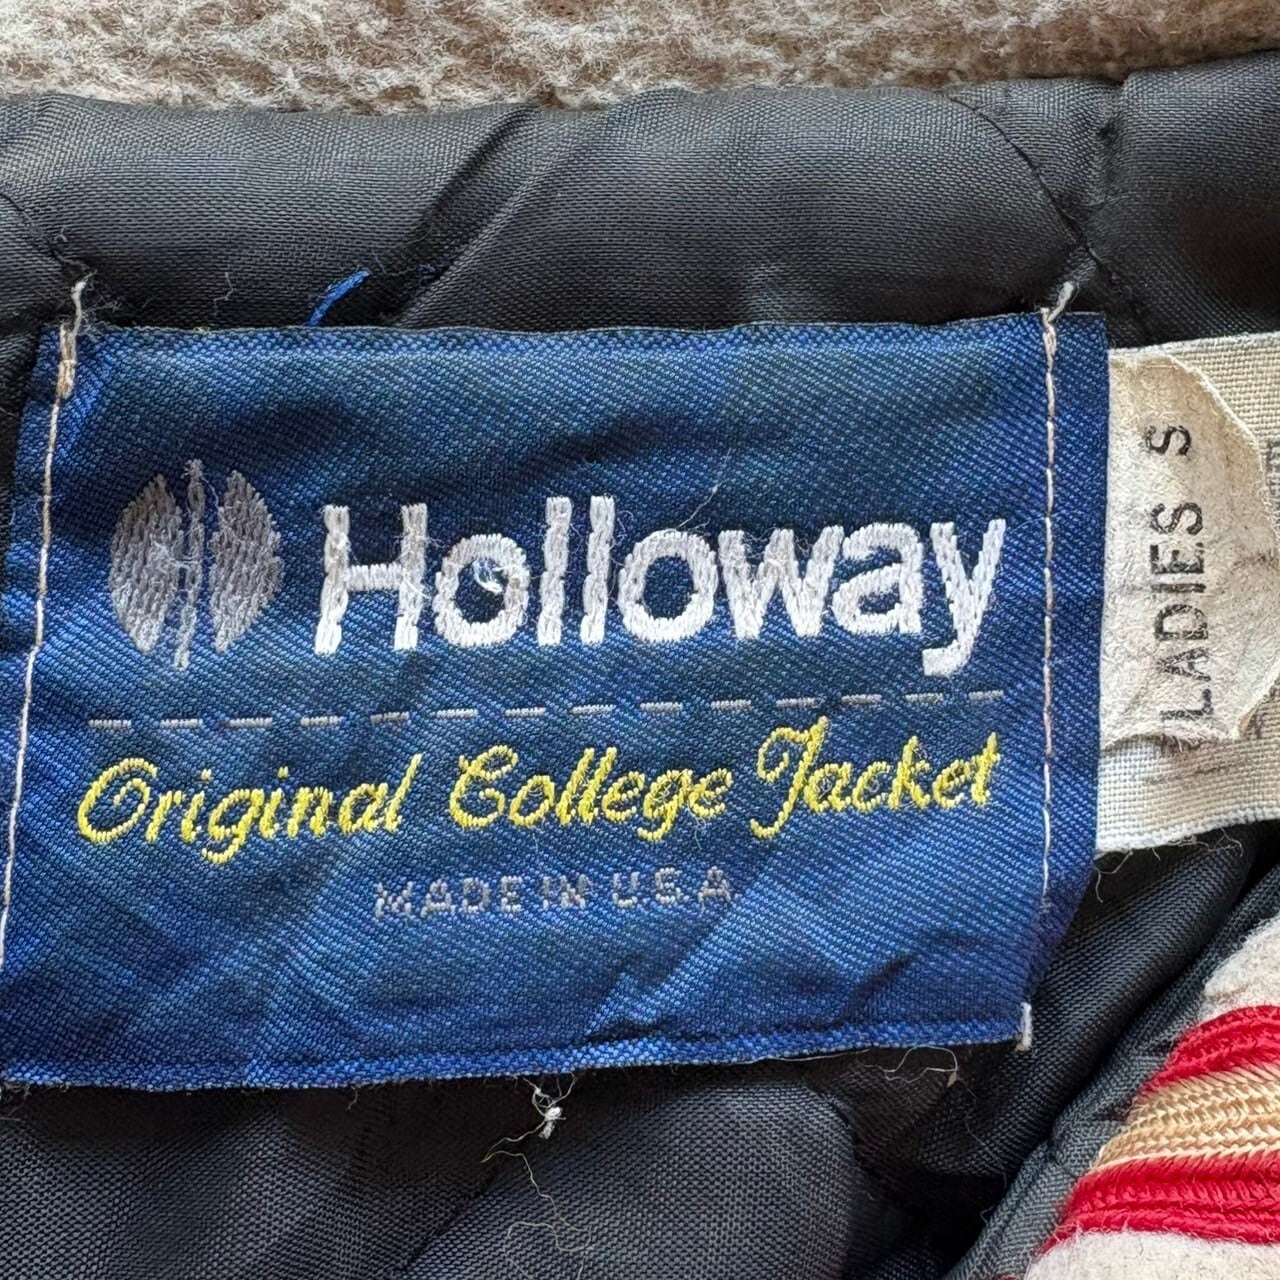 Holloway
Original College Jacket
MADE IN U.S.A
LADIES S